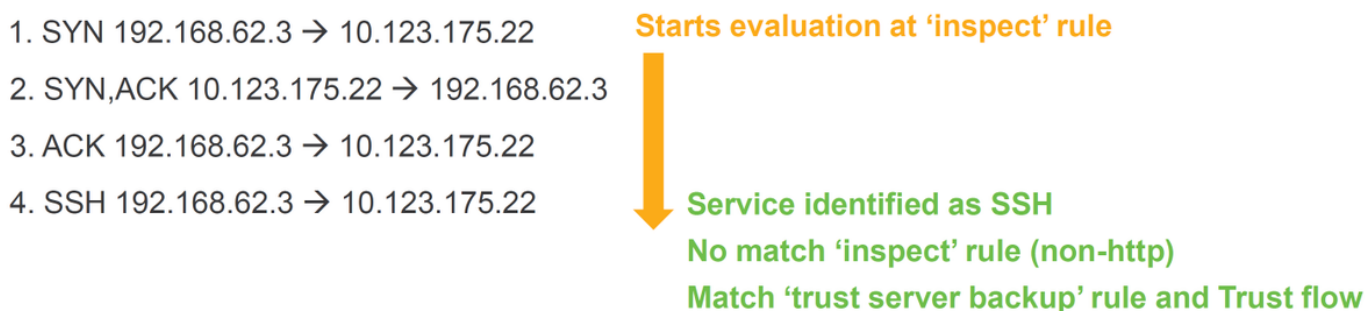 1. SYN 192.168.62.3 → 10.123.175.22
Starts evaluation at ‘inspect’ rule
2. SYN,ACK 10.123.175.22 → 192.168.62.3
3. ACK 192.168.62.3 → 10.123.175.22
4. SSH 192.168.62.3 → 10.123.175.22
Service identified as SSH
No match ‘inspect’ rule (non-http)
Match ‘trust server backup’ rule and Trust flow